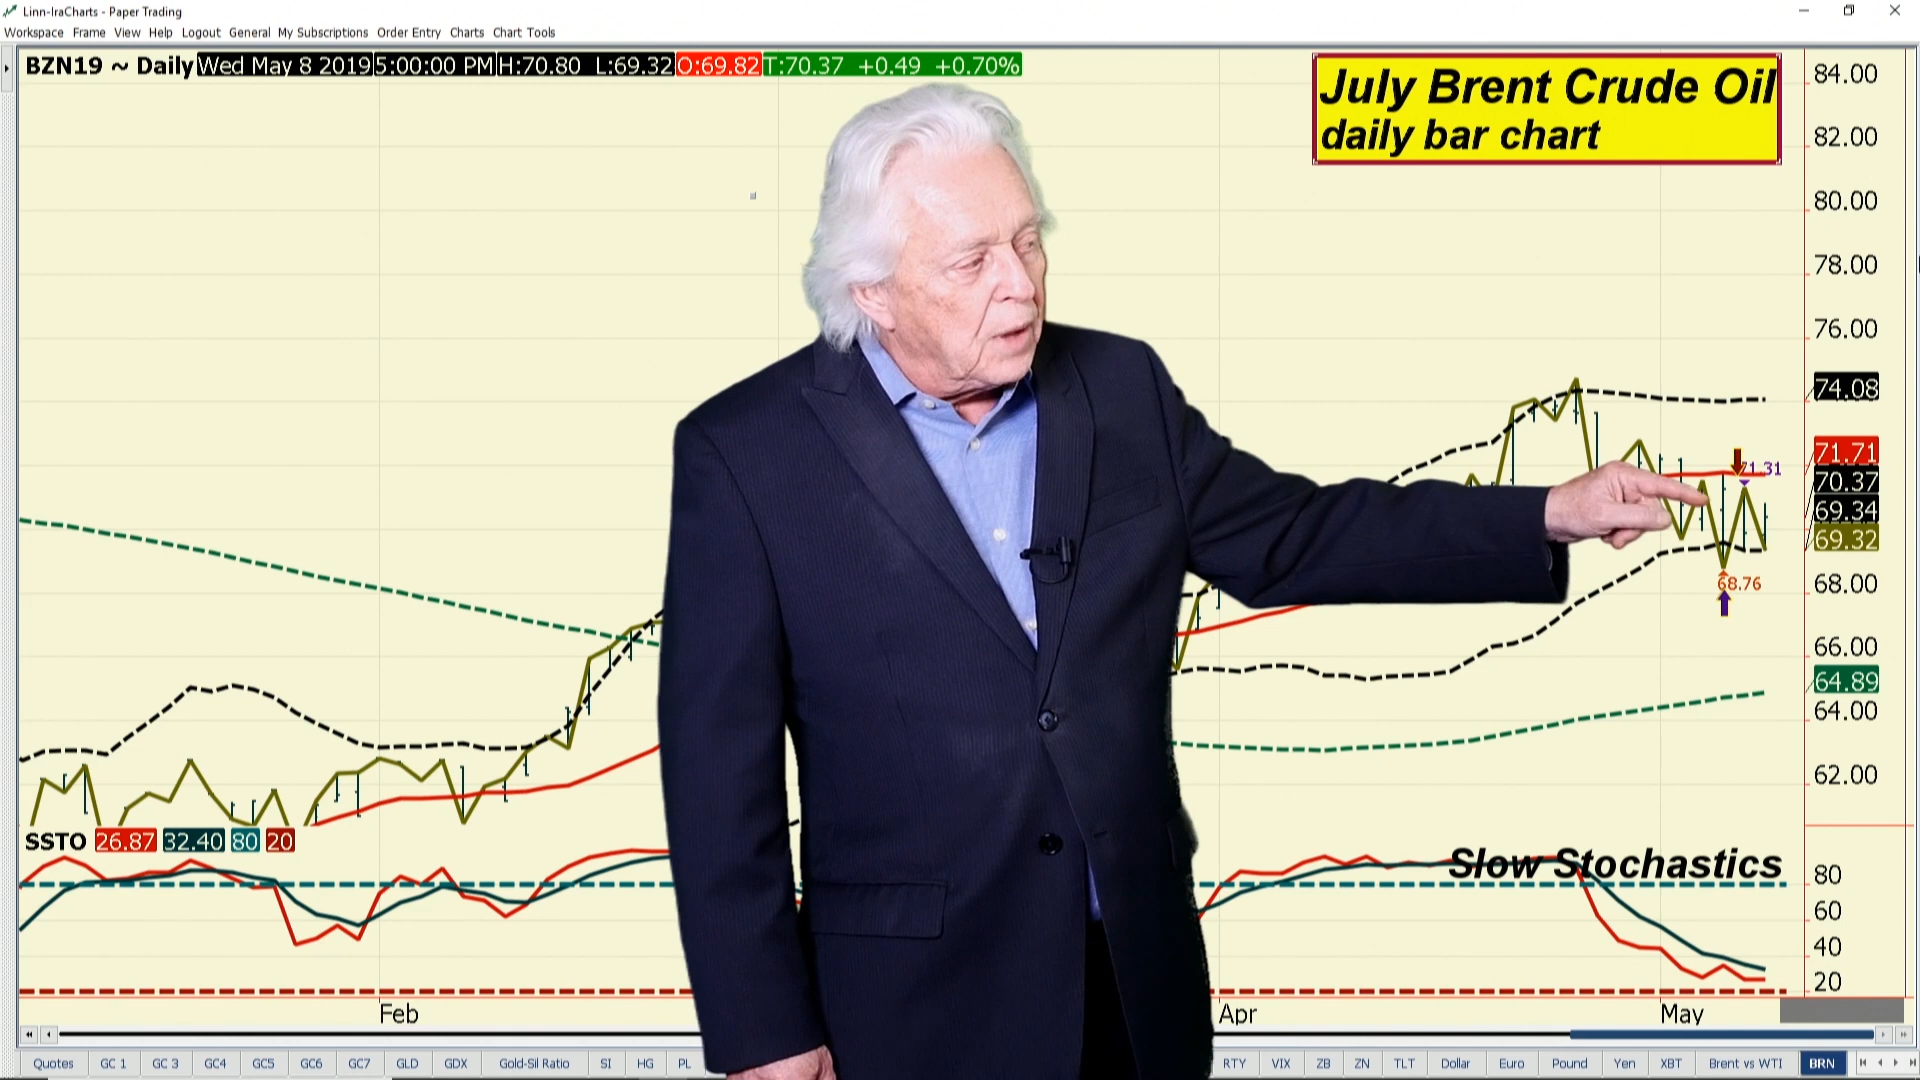 Linn-IraCharts - Paper Trading
Workspace Frame View Help Logout General My Subscriptions Order Entry Charts Chart Tools
BZN19 ~ Daily Wed May 8 2019 5:00:00 PM H:70.80 L:69.32 O:69.82 T:70.37 +0.49 +0.70%
July Brent Crude Oil
daily bar chart
84.00
82.00
80.00
78.00
76.00
74.08
71.71
71.31
70.37
69.34
69.32
68.00
68.76
66.00
64.89
64.00
62.00
SSTO 26.87 32.40 80 20
Slow Stochastics
80
60
40
20
Feb Apr May
Quotes GC 1 GC 3 GC4 GC5 GC6 GC7 GLD GDX Gold-Sil Ratio SI HG PL RTY VIX ZB ZN TLT Dollar Euro Pound Yen XBT Brent vs WTI BRN